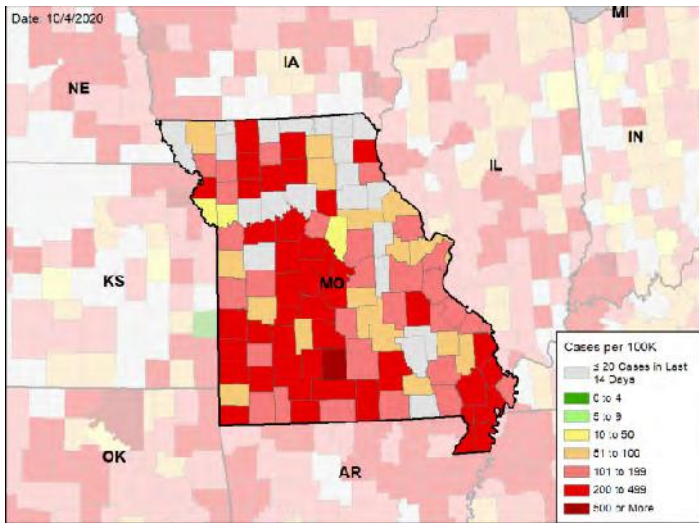 Date: 10/4/2020
MI
IA
NE
IL
IN
KS
MO
OK
AR
Cases per 100K
≤ 20 Cases in Last
14 Days
0 to 4
5 to 9
10 to 50
51 to 100
101 to 199
200 to 499
500 or More